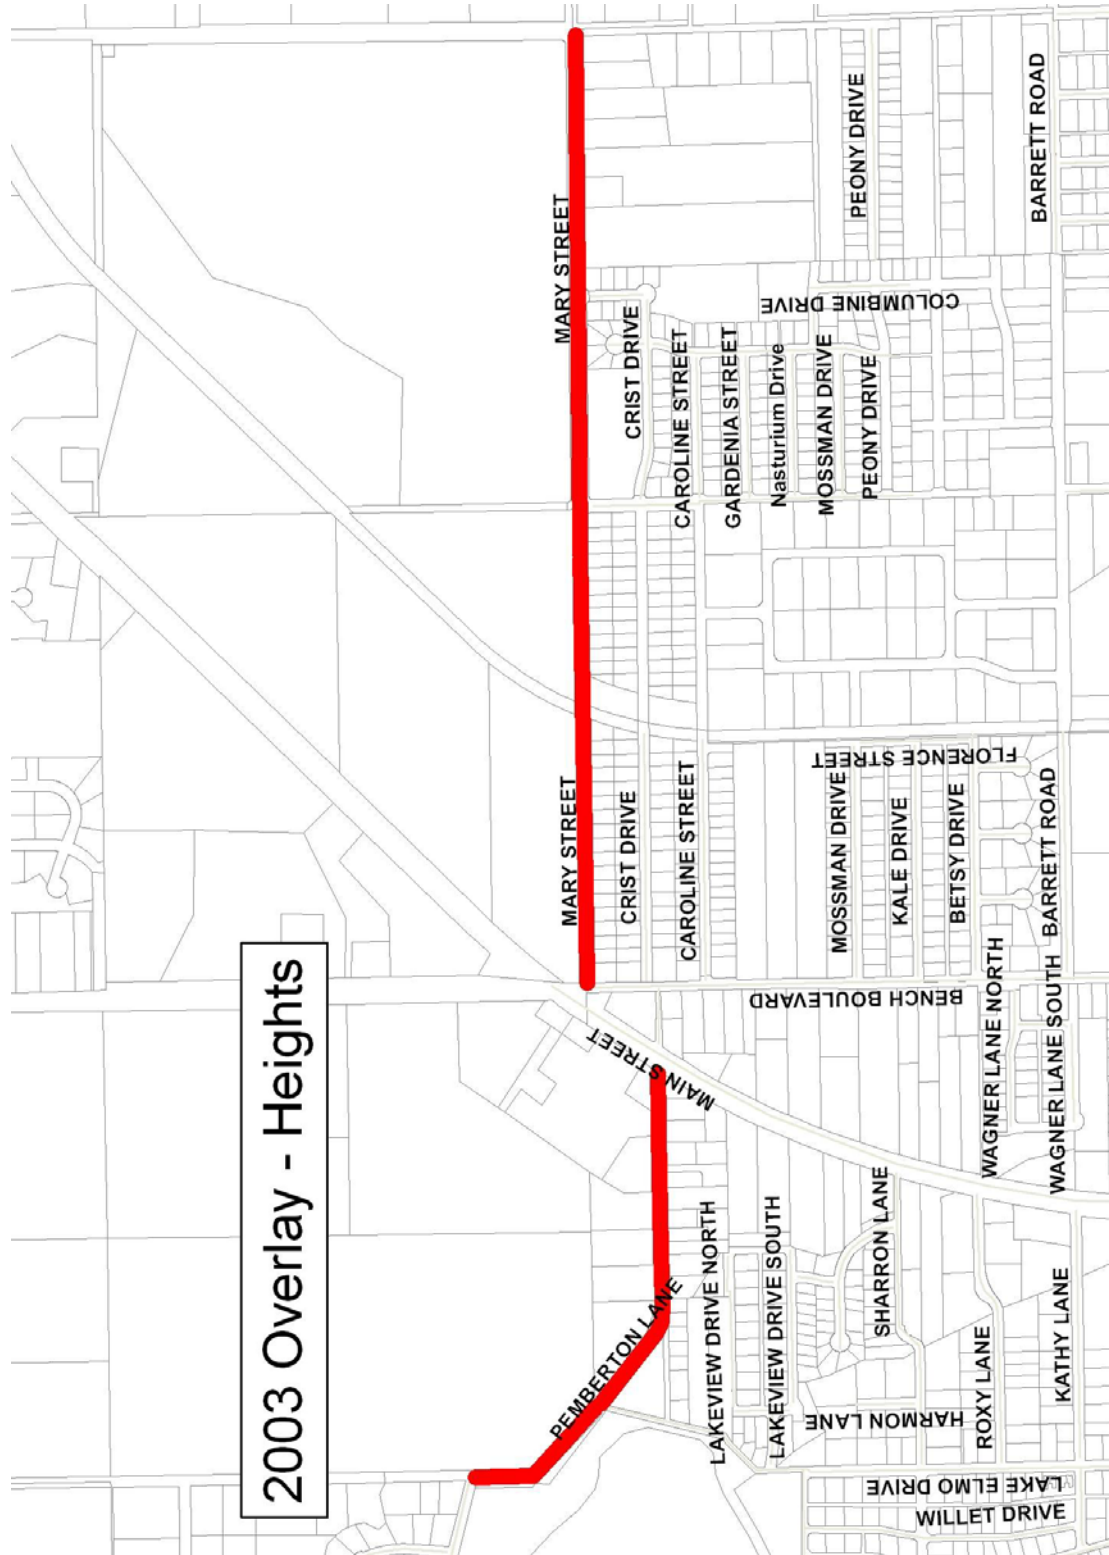 2003 Overlay - Heights
MARY STREET
MARY STREET
CRIST DRIVE
CRIST DRIVE
CAROLINE STREET
CAROLINE STREET
GARDENIA STREET
Nasturium Drive
MOSSMAN DRIVE
PEONY DRIVE
PEONY DRIVE
COLUMBINE DRIVE
BARRETT ROAD
FLORENCE STREET
MOSSMAN DRIVE
KALE DRIVE
BETSY DRIVE
BARRETT ROAD
BENCH BOULEVARD
MAIN STREET
WAGNER LANE NORTH
WAGNER LANE SOUTH
PEMBERTON LANE
LAKEVIEW DRIVE NORTH
LAKEVIEW DRIVE SOUTH
SHARRON LANE
HARMON LANE
ROXY LANE
KATHY LANE
LAKE ELMO DRIVE
WILLET DRIVE